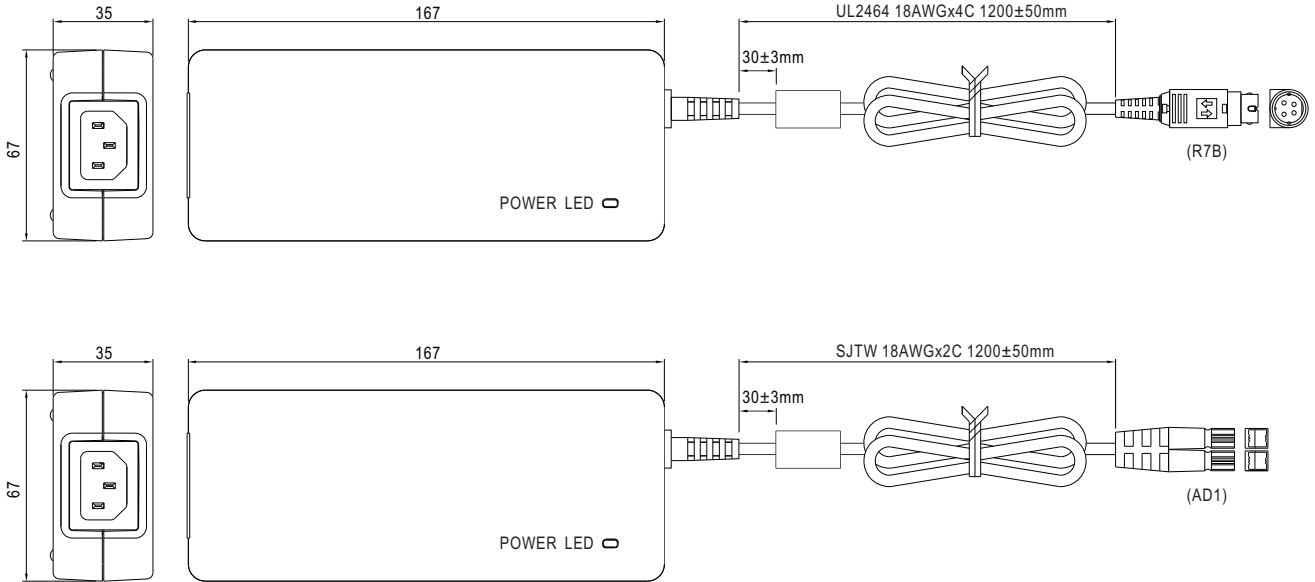 35
167
UL2464 18AWGx4C 1200±50mm
30±3mm
67
POWER LED
(R7B)
35
167
SJTW 18AWGx2C 1200±50mm
30±3mm
67
POWER LED
(AD1)